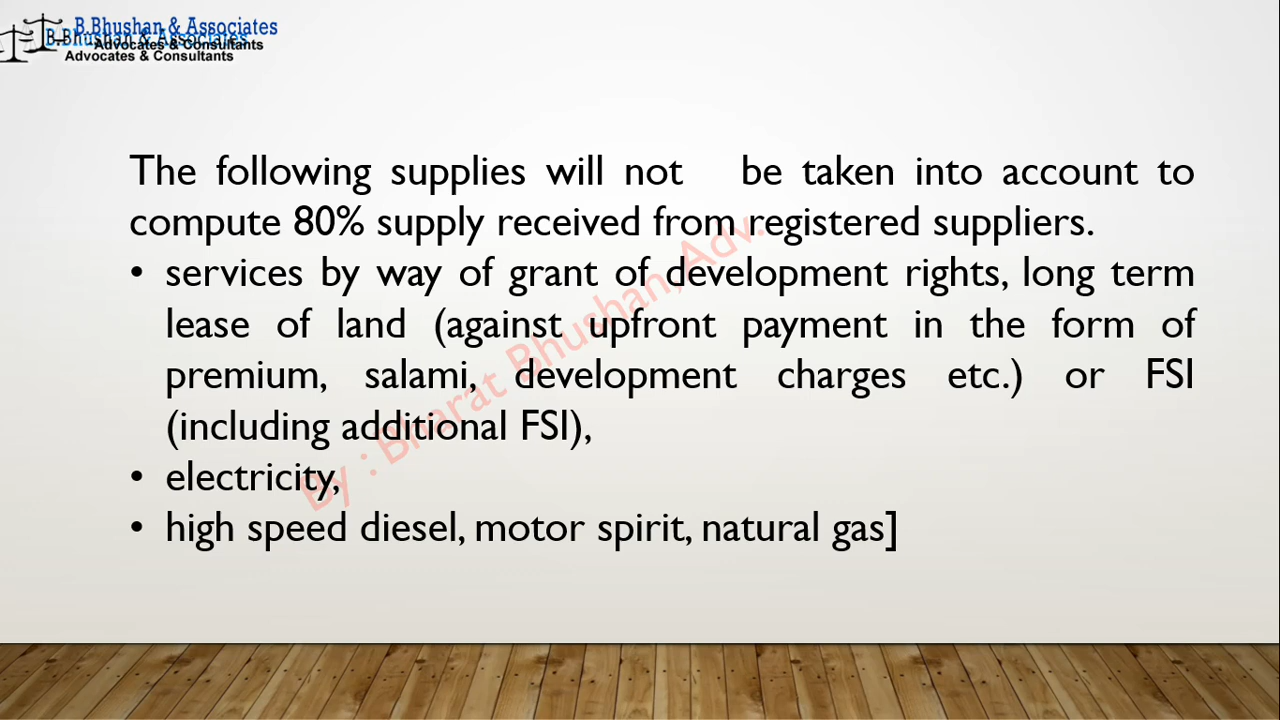 B.Bhushan & Associates
Advocates & Consultants
B.Bhushan & Associates
Advocates & Consultants
The following supplies will not be taken into account to
compute 80% supply received from registered suppliers.
• services by way of grant of development rights, long term
lease of land (against upfront payment in the form of
premium, salami, development charges etc.) or FSI
(including additional FSI),
• electricity,
• high speed diesel, motor spirit, natural gas]
By : Bharat Bhushan, Adv.